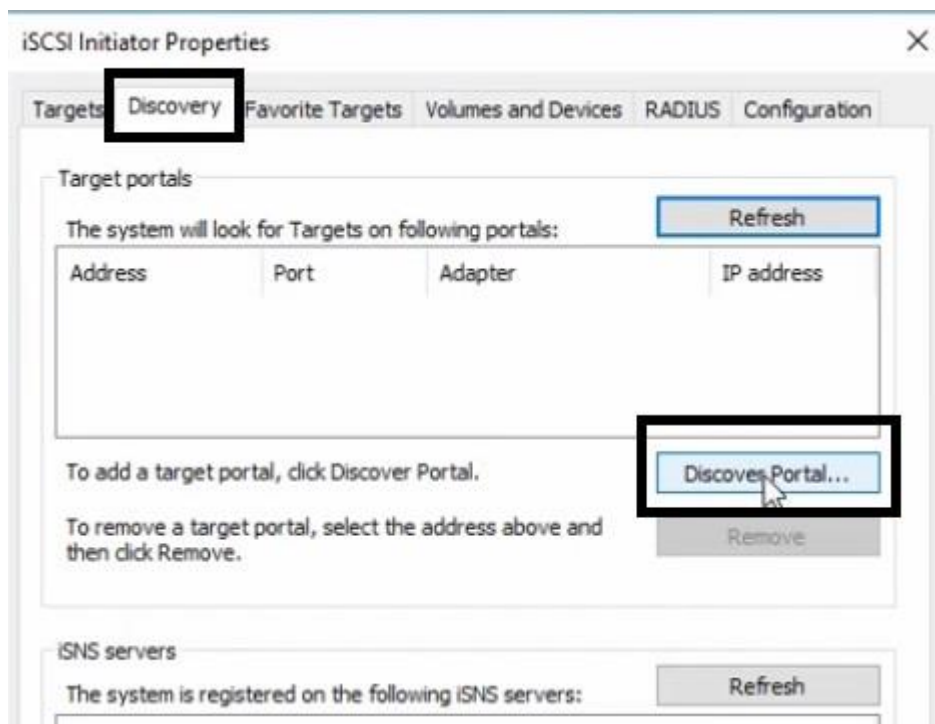 iSCSI Initiator Properties
Targets Discovery Favorite Targets Volumes and Devices RADIUS Configuration
Target portals
The system will look for Targets on following portals:
Refresh
Address Port Adapter IP address
To add a target portal, click Discover Portal.
Discover Portal...
To remove a target portal, select the address above and
then click Remove.
Remove
iSNS servers
The system is registered on the following iSNS servers:
Refresh